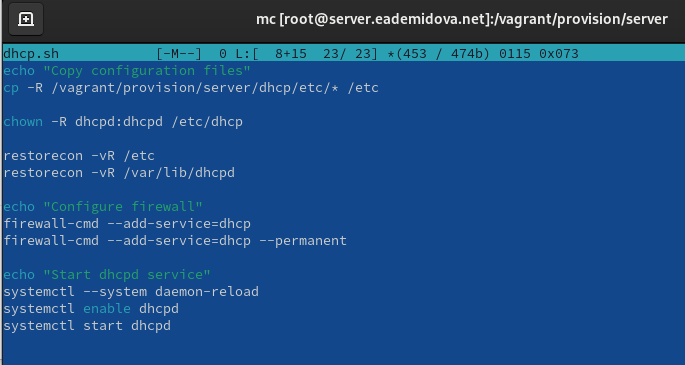 mc [root@server.eademidova.net]:/vagrant/provision/server
dhcp.sh [-M--] 0 L:[ 8+15 23/ 23] *(453 / 474b) 0115 0x073
echo "Copy configuration files"
cp -R /vagrant/provision/server/dhcp/etc/* /etc
chown -R dhcpd:dhcpd /etc/dhcp
restorecon -vR /etc
restorecon -vR /var/lib/dhcpd
echo "Configure firewall"
firewall-cmd --add-service=dhcp
firewall-cmd --add-service=dhcp --permanent
echo "Start dhcpd service"
systemctl --system daemon-reload
systemctl enable dhcpd
systemctl start dhcpd